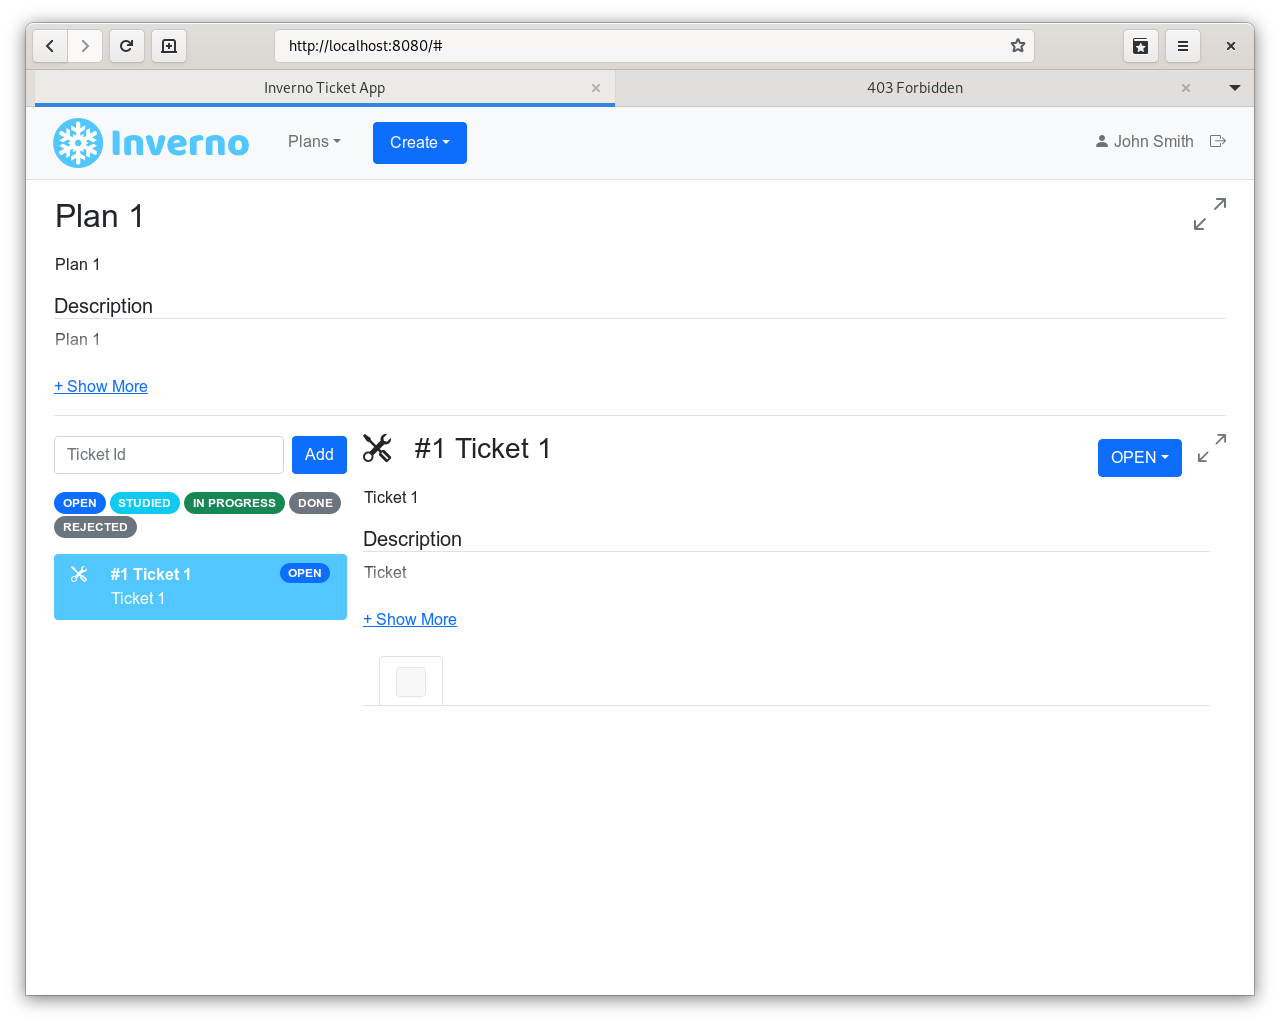 http://localhost:8080/#
Inverno Ticket App
403 Forbidden
Inverno
Plans
Create
John Smith
Plan 1
Plan 1
Description
Plan 1
+ Show More
Ticket Id
Add
#1 Ticket 1
OPEN
OPEN STUDIED IN PROGRESS DONE
REJECTED
#1 Ticket 1
OPEN
Ticket 1
Ticket 1
Description
Ticket
+ Show More